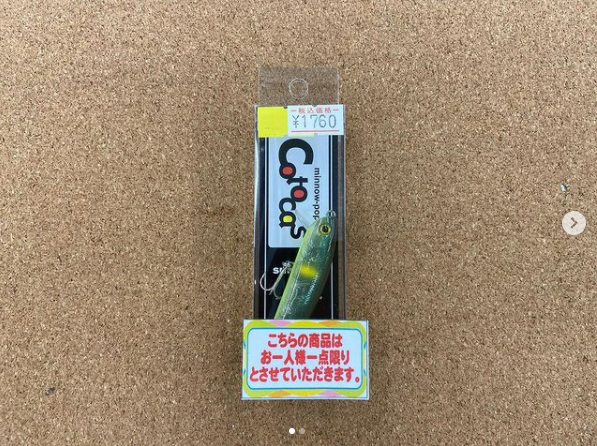 税込価格
¥1760
Cotocas
minnow-pop
こちらの商品は
お一人様一点限り
とさせていただきます。